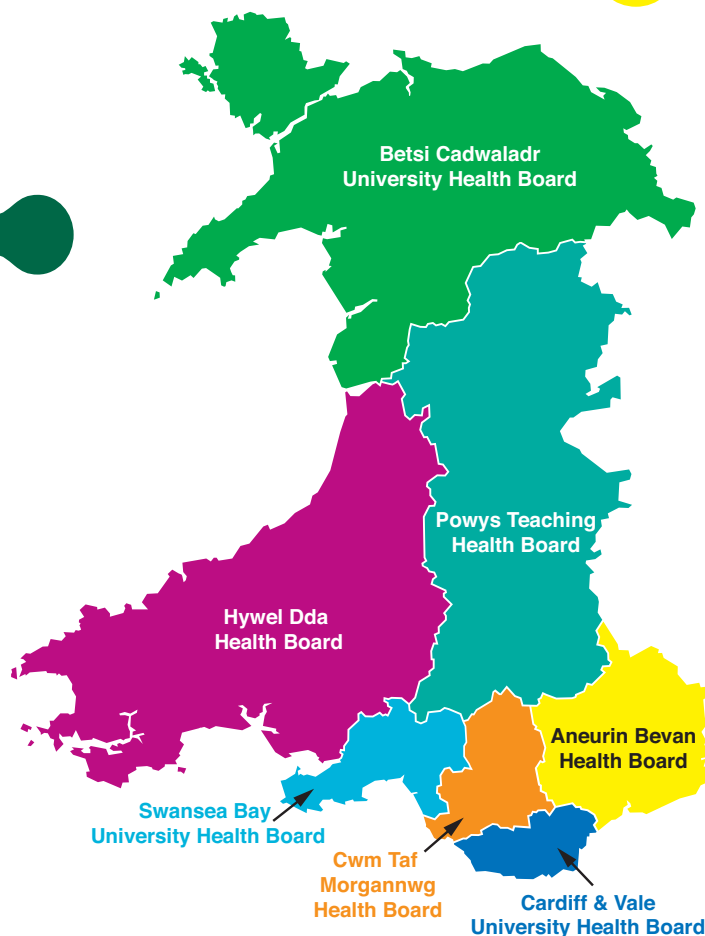 Betsi Cadwaladr
University Health Board
Powys Teaching
Health Board
Hywel Dda
Health Board
Aneurin Bevan
Health Board
Swansea Bay
University Health Board
Cwm Taf
Morgannwg
Health Board
Cardiff & Vale
University Health Board